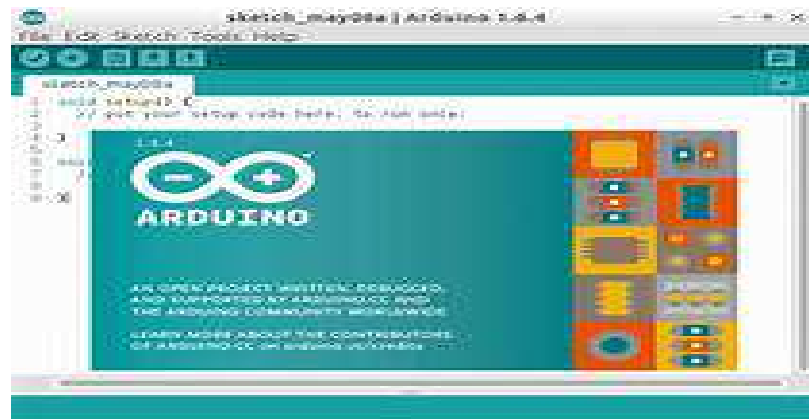 sketch_may08a | Arduino 1.6.4
File Edit Sketch Tools Help
sketch_may08a
void setup() {
// put your setup code here, to run once:
}
1.6.4
ARDUINO
AN OPEN PROJECT WRITTEN, DEBUGGED,
AND SUPPORTED BY ARDUINO.CC AND
THE ARDUINO COMMUNITY WORLDWIDE
LEARN MORE ABOUT THE CONTRIBUTORS
OF ARDUINO.CC on arduino.cc/credits